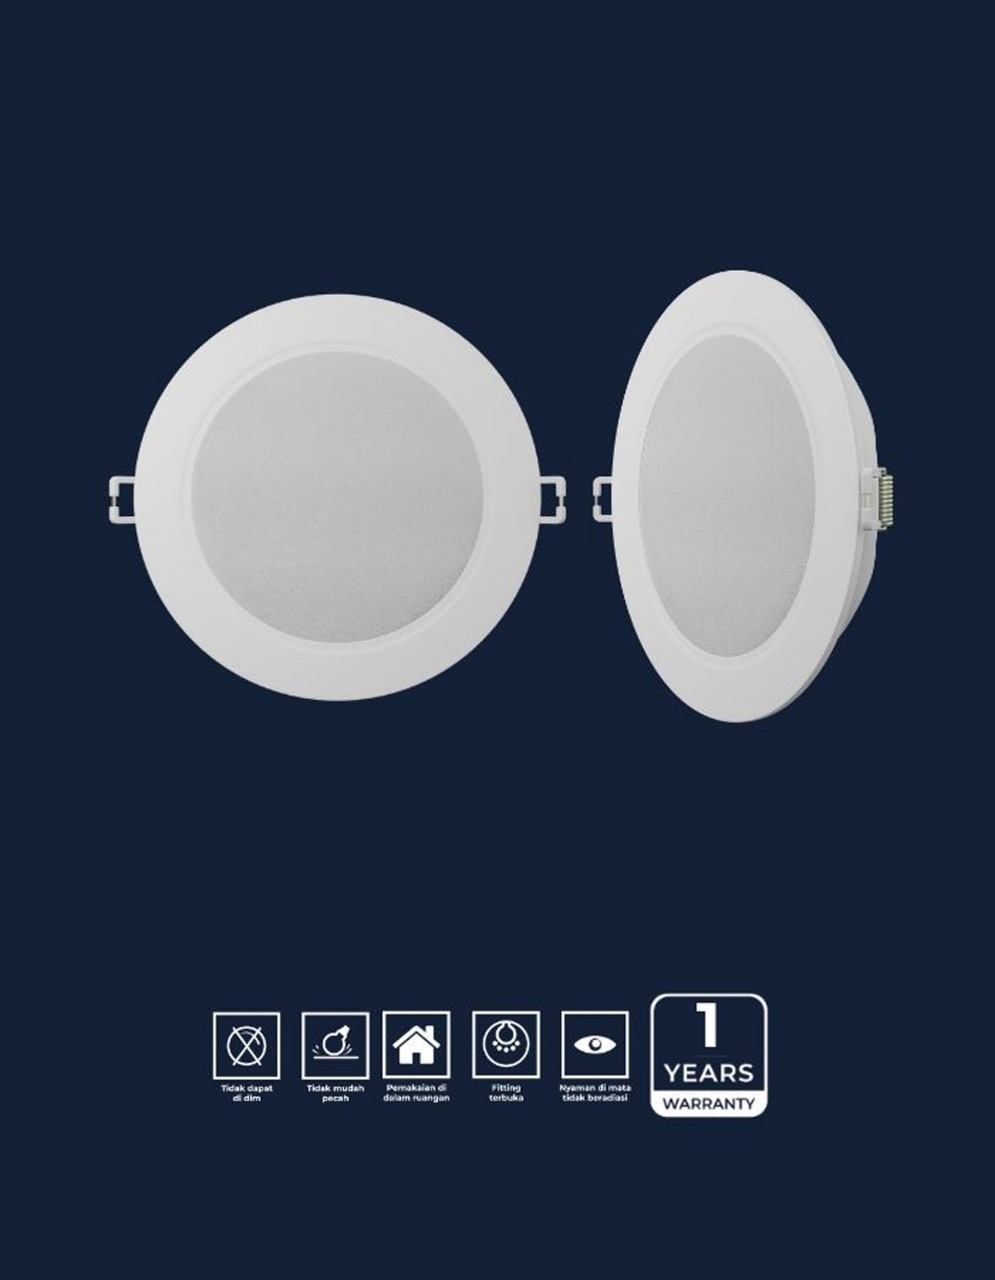 Tidak dapat
di dim
Tidak mudah
pecah
Pemakaian di
dalam ruangan
Fitting
terbuka
Nyaman di mata
tidak beradiasi
1
YEARS
WARRANTY